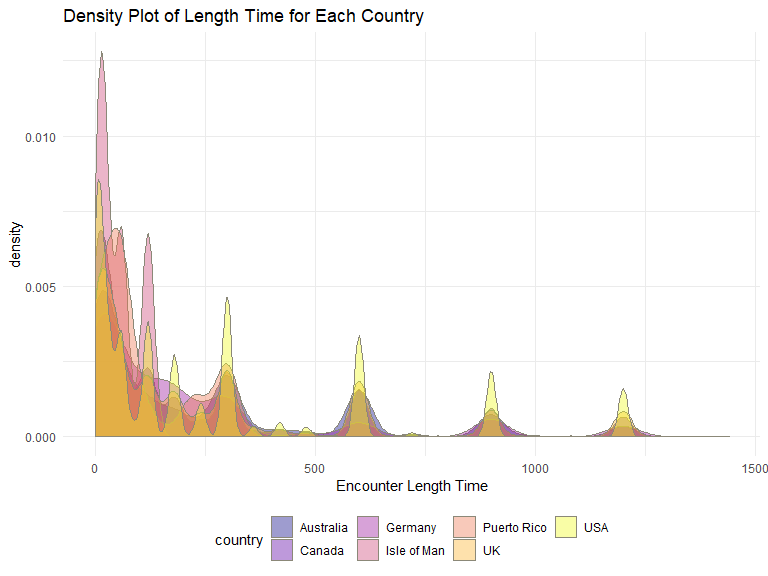 Density Plot of Length Time for Each Country
density
0.010
0.005
0.000
0
500
1000
1500
Encounter Length Time
country
Australia
Germany
Puerto Rico
USA
Canada
Isle of Man
UK